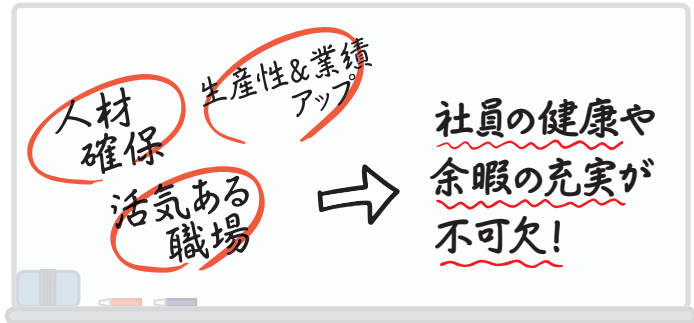 人材
確保
生産性&業績
アップ
活気ある
職場
社員の健康や
余暇の充実が
不可欠!